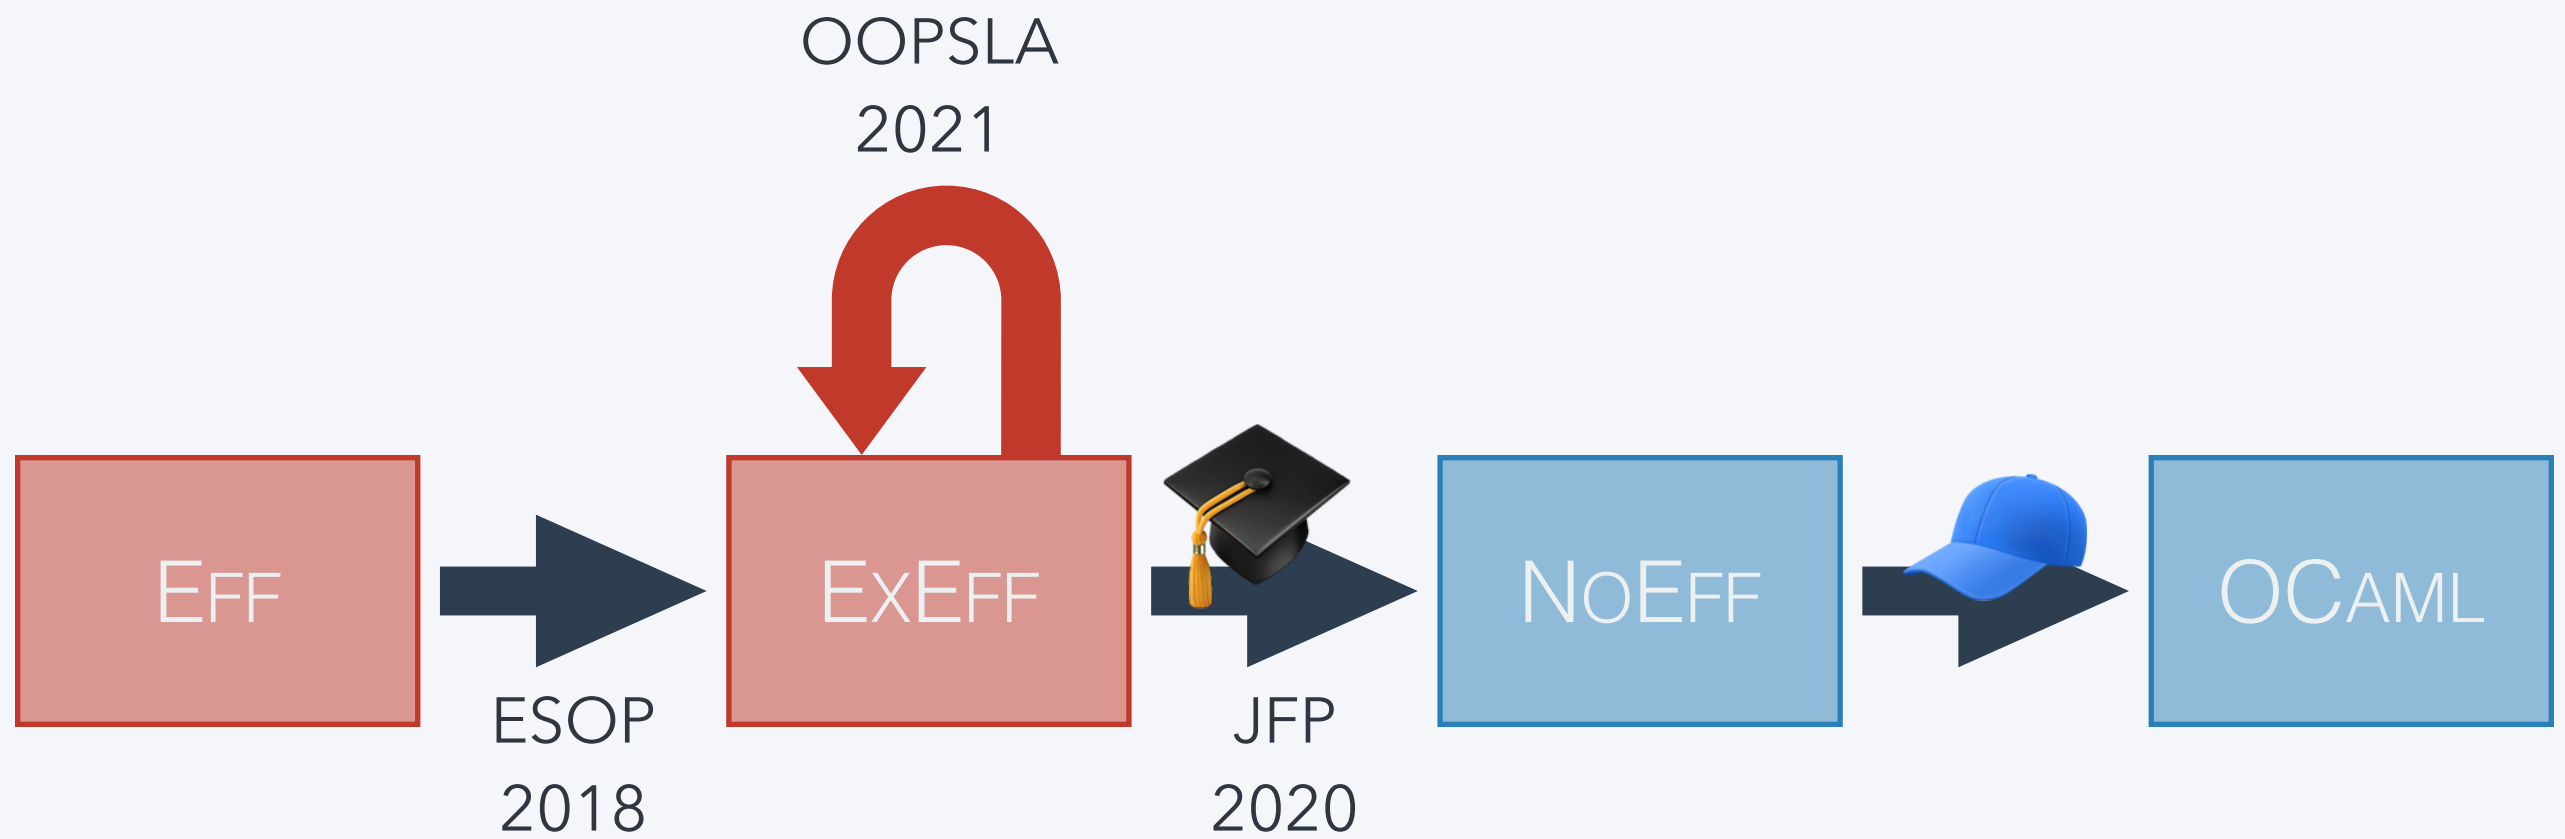 OOPSLA
2021
EFF
EXEFF
NOEFF
OCAML
ESOP
2018
JFP
2020